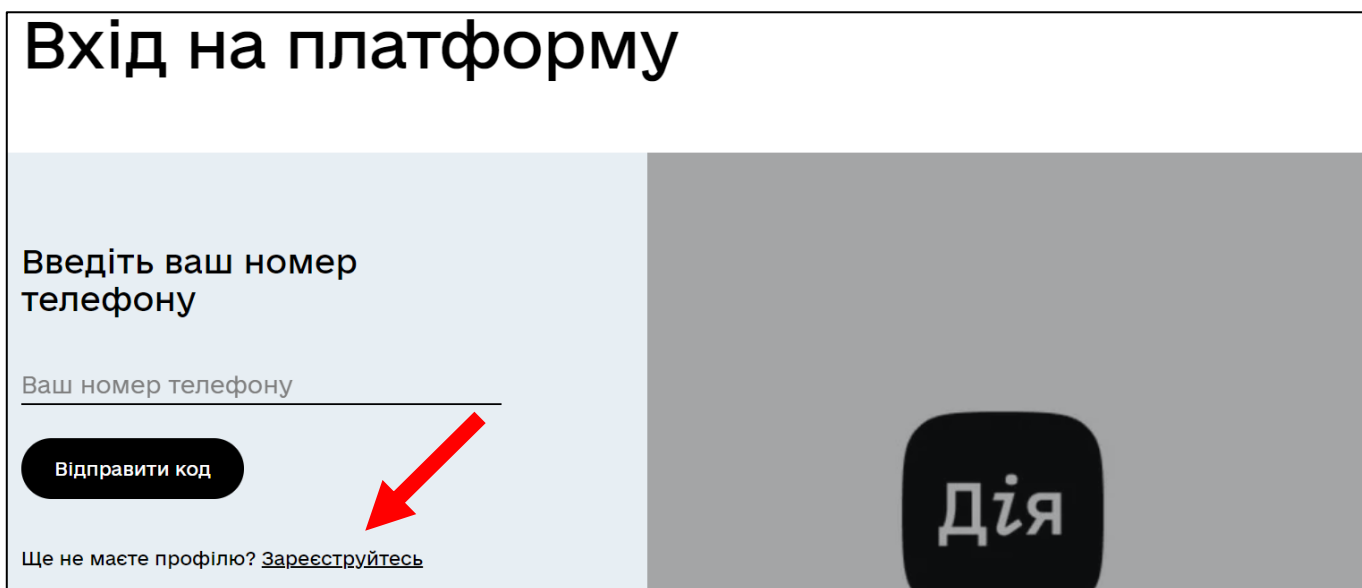 Вхід на платформу
Введіть ваш номер
телефону
Ваш номер телефону
Відправити код
Ще не маєте профілю? Зареєструйтесь
Дія